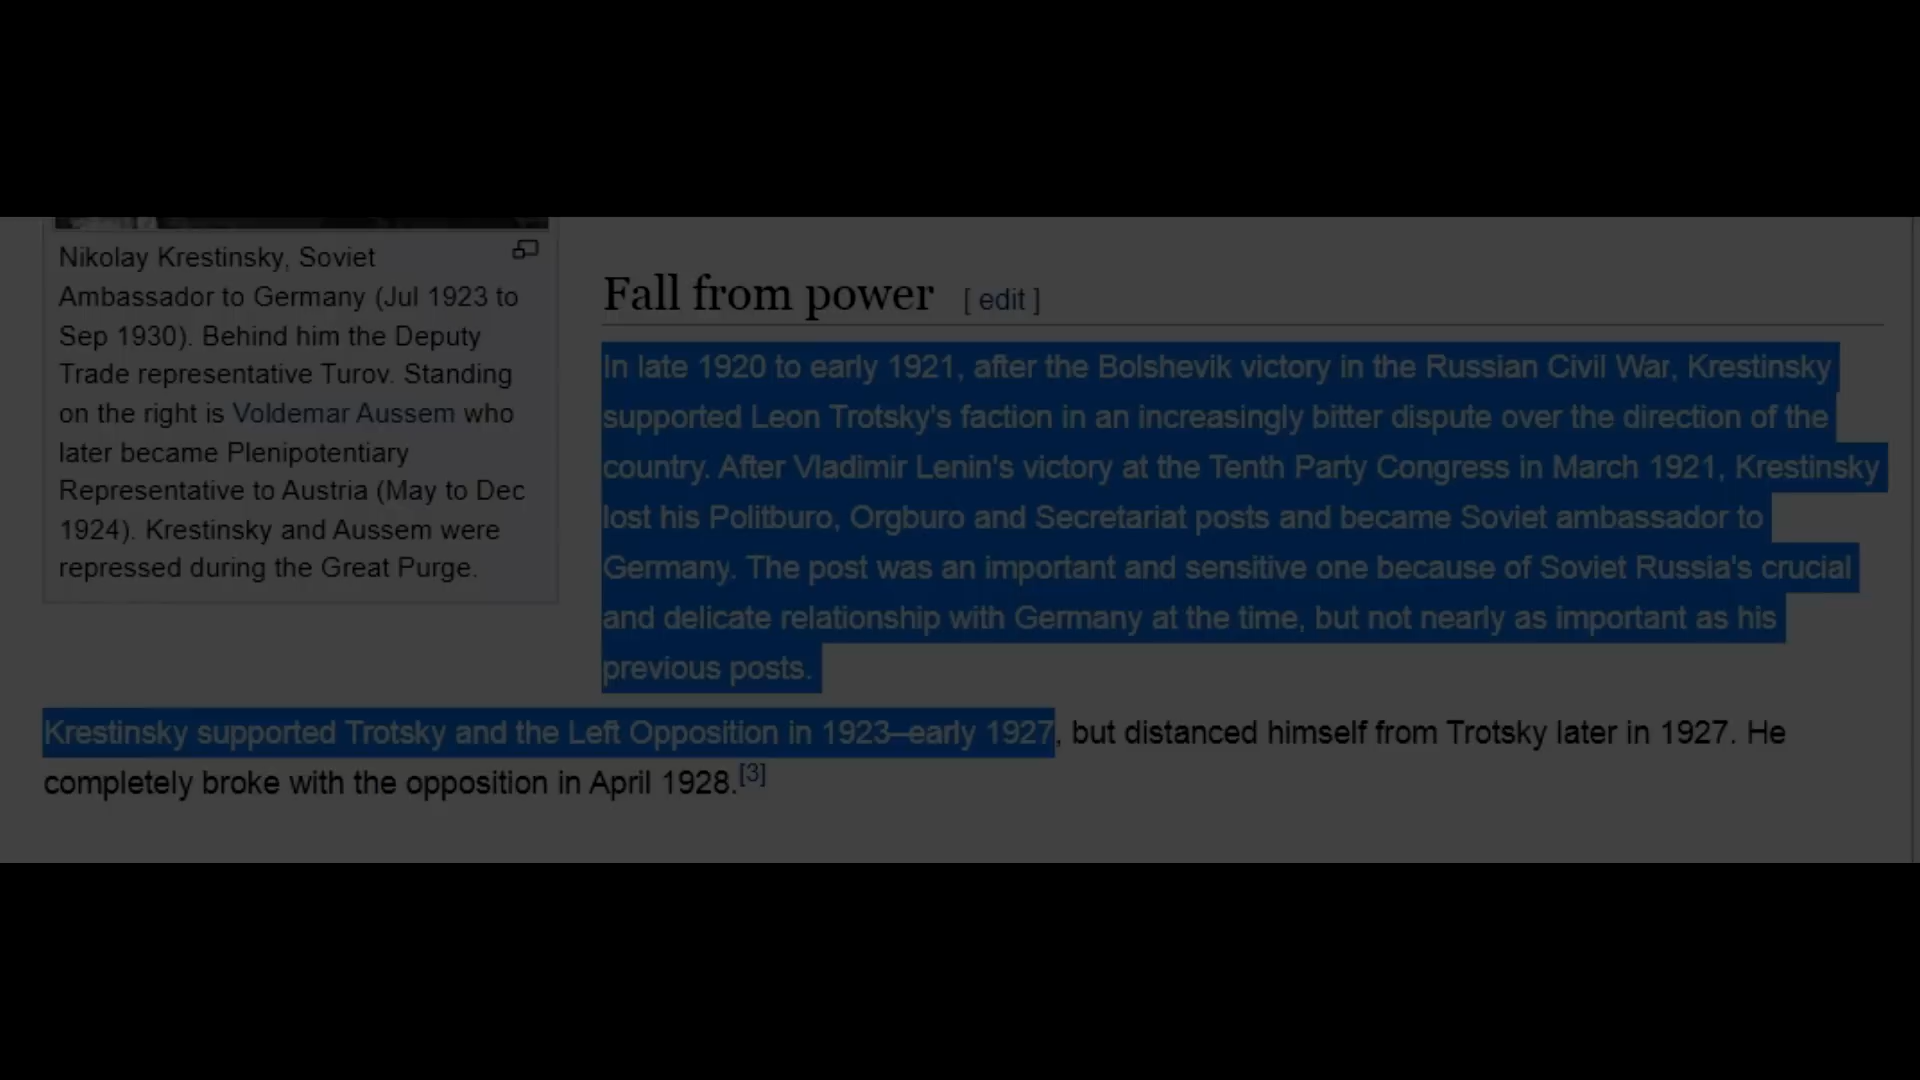 Nikolay Krestinsky, Soviet
Ambassador to Germany (Jul 1923 to
Sep 1930). Behind him the Deputy
Trade representative Turov. Standing
on the right is Voldemar Aussem who
later became Plenipotentiary
Representative to Austria (May to Dec
1924). Krestinsky and Aussem were
repressed during the Great Purge.
Fall from power [ edit ]
In late 1920 to early 1921, after the Bolshevik victory in the Russian Civil War, Krestinsky
supported Leon Trotsky's faction in an increasingly bitter dispute over the direction of the
country. After Vladimir Lenin's victory at the Tenth Party Congress in March 1921, Krestinsky
lost his Politburo, Orgburo and Secretariat posts and became Soviet ambassador to
Germany. The post was an important and sensitive one because of Soviet Russia's crucial
and delicate relationship with Germany at the time, but not nearly as important as his
previous posts.
Krestinsky supported Trotsky and the Left Opposition in 1923–early 1927, but distanced himself from Trotsky later in 1927. He
completely broke with the opposition in April 1928.[3]